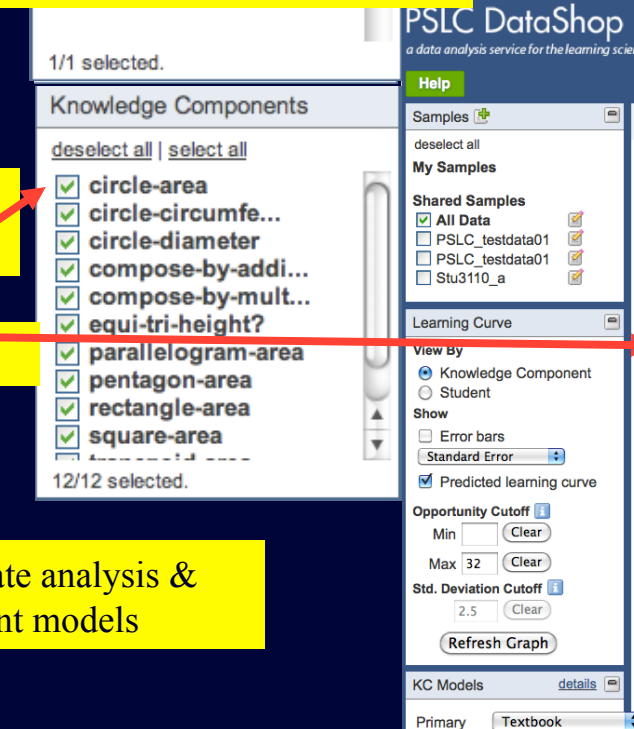 1/1 selected.
Knowledge Components
deselect all | select all
circle-area
circle-circumfe...
circle-diameter
compose-by-addi...
compose-by-mult...
equi-tri-height?
parallelogram-area
pentagon-area
rectangle-area
square-area
12/12 selected.
ate analysis &
nt models
PSLC DataShop
a data analysis service for the learning scie
Help
Samples
deselect all
My Samples
Shared Samples
All Data
PSLC_testdata01
PSLC_testdata01
Stu3110_a
Learning Curve
View By
Knowledge Component
Student
Show
Error bars
Standard Error
Predicted learning curve
Opportunity Cutoff
Min Clear
Max 32 Clear
Std. Deviation Cutoff
2.5 Clear
Refresh Graph
KC Models details
Primary Textbook